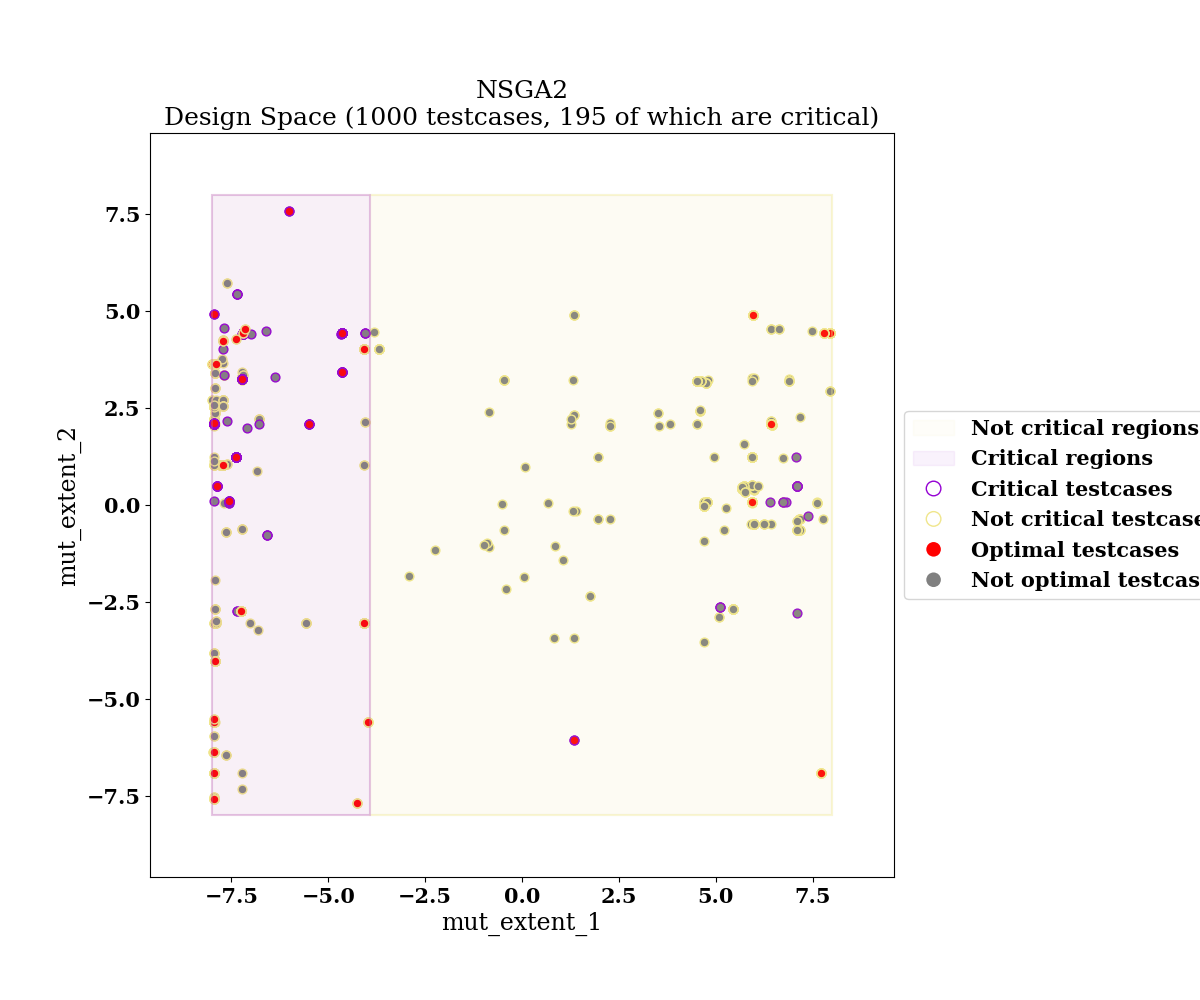 NSGA2
Design Space (1000 testcases, 195 of which are critical)
7.5
5.0
2.5
0.0
−2.5
−5.0
−7.5
mut_extent_2
−7.5
−5.0
−2.5
0.0
2.5
5.0
7.5
mut_extent_1
Not critical regions
Critical regions
Critical testcases
Not critical testcase
Optimal testcases
Not optimal testcas